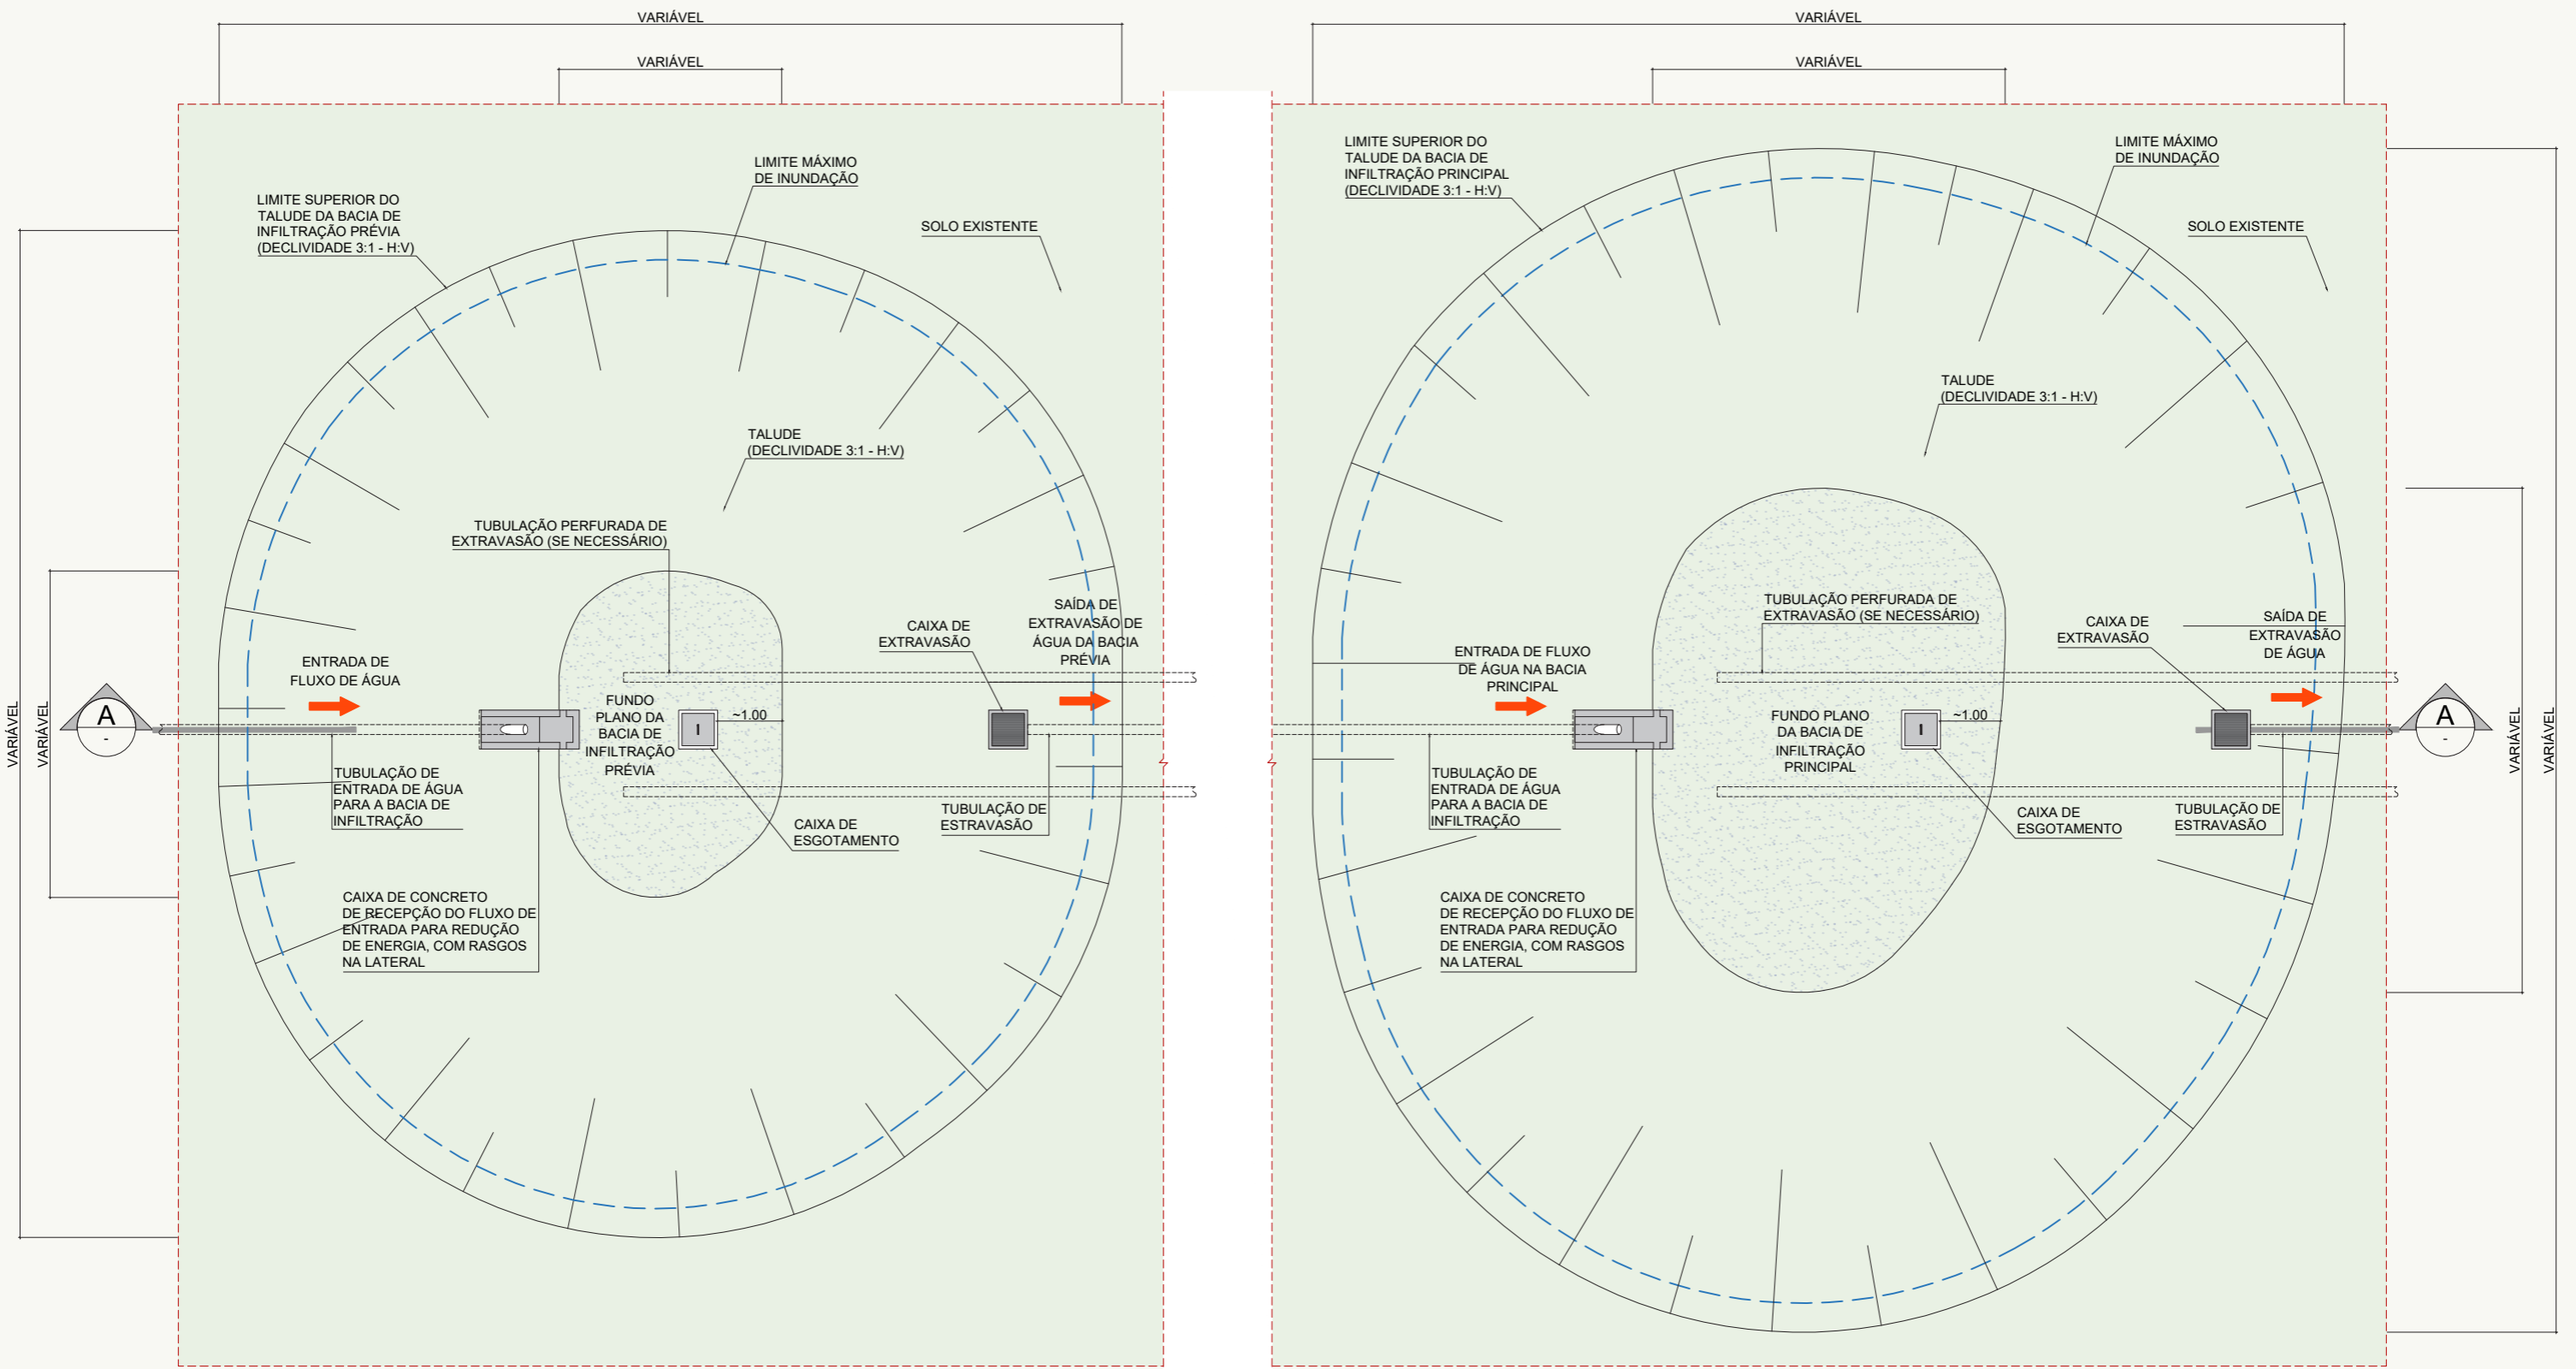 VARIÁVEL
VARIÁVEL
LIMITE MÁXIMO
DE INUNDAÇÃO
LIMITE SUPERIOR DO
TALUDE DA BACIA DE
INFILTRAÇÃO PRÉVIA
(DECLIVIDADE 3:1 - H:V)
SOLO EXISTENTE
TALUDE
(DECLIVIDADE 3:1 - H:V)
TUBULAÇÃO PERFURADA DE
EXTRAVASÃO (SE NECESSÁRIO)
CAIXA DE
EXTRAVASÃO
SAÍDA DE
EXTRAVASÃO DE
ÁGUA DA BACIA
PRÉVIA
ENTRADA DE
FLUXO DE ÁGUA
VARIÁVEL
VARIÁVEL
A
-
FUNDO
PLANO DA
BACIA DE
INFILTRAÇÃO
PRÉVIA
I
~1.00
TUBULAÇÃO DE
ENTRADA DE ÁGUA
PARA A BACIA DE
INFILTRAÇÃO
CAIXA DE
ESGOTAMENTO
TUBULAÇÃO DE
ESTRAVASÃO
CAIXA DE CONCRETO
DE RECEPÇÃO DO FLUXO DE
ENTRADA PARA REDUÇÃO
DE ENERGIA, COM RASGOS
NA LATERAL
VARIÁVEL
VARIÁVEL
LIMITE SUPERIOR DO
TALUDE DA BACIA DE
INFILTRAÇÃO PRINCIPAL
(DECLIVIDADE 3:1 - H:V)
LIMITE MÁXIMO
DE INUNDAÇÃO
SOLO EXISTENTE
TALUDE
(DECLIVIDADE 3:1 - H:V)
TUBULAÇÃO PERFURADA DE
EXTRAVASÃO (SE NECESSÁRIO)
CAIXA DE
EXTRAVASÃO
SAÍDA DE
EXTRAVASÃO
DE ÁGUA
ENTRADA DE FLUXO
DE ÁGUA NA BACIA
PRINCIPAL
FUNDO PLANO
DA BACIA DE
INFILTRAÇÃO
PRINCIPAL
I
~1.00
A
-
VARIÁVEL
VARIÁVEL
TUBULAÇÃO DE
ENTRADA DE ÁGUA
PARA A BACIA DE
INFILTRAÇÃO
CAIXA DE
ESGOTAMENTO
TUBULAÇÃO DE
ESTRAVASÃO
CAIXA DE CONCRETO
DE RECEPÇÃO DO FLUXO DE
ENTRADA PARA REDUÇÃO
DE ENERGIA, COM RASGOS
NA LATERAL